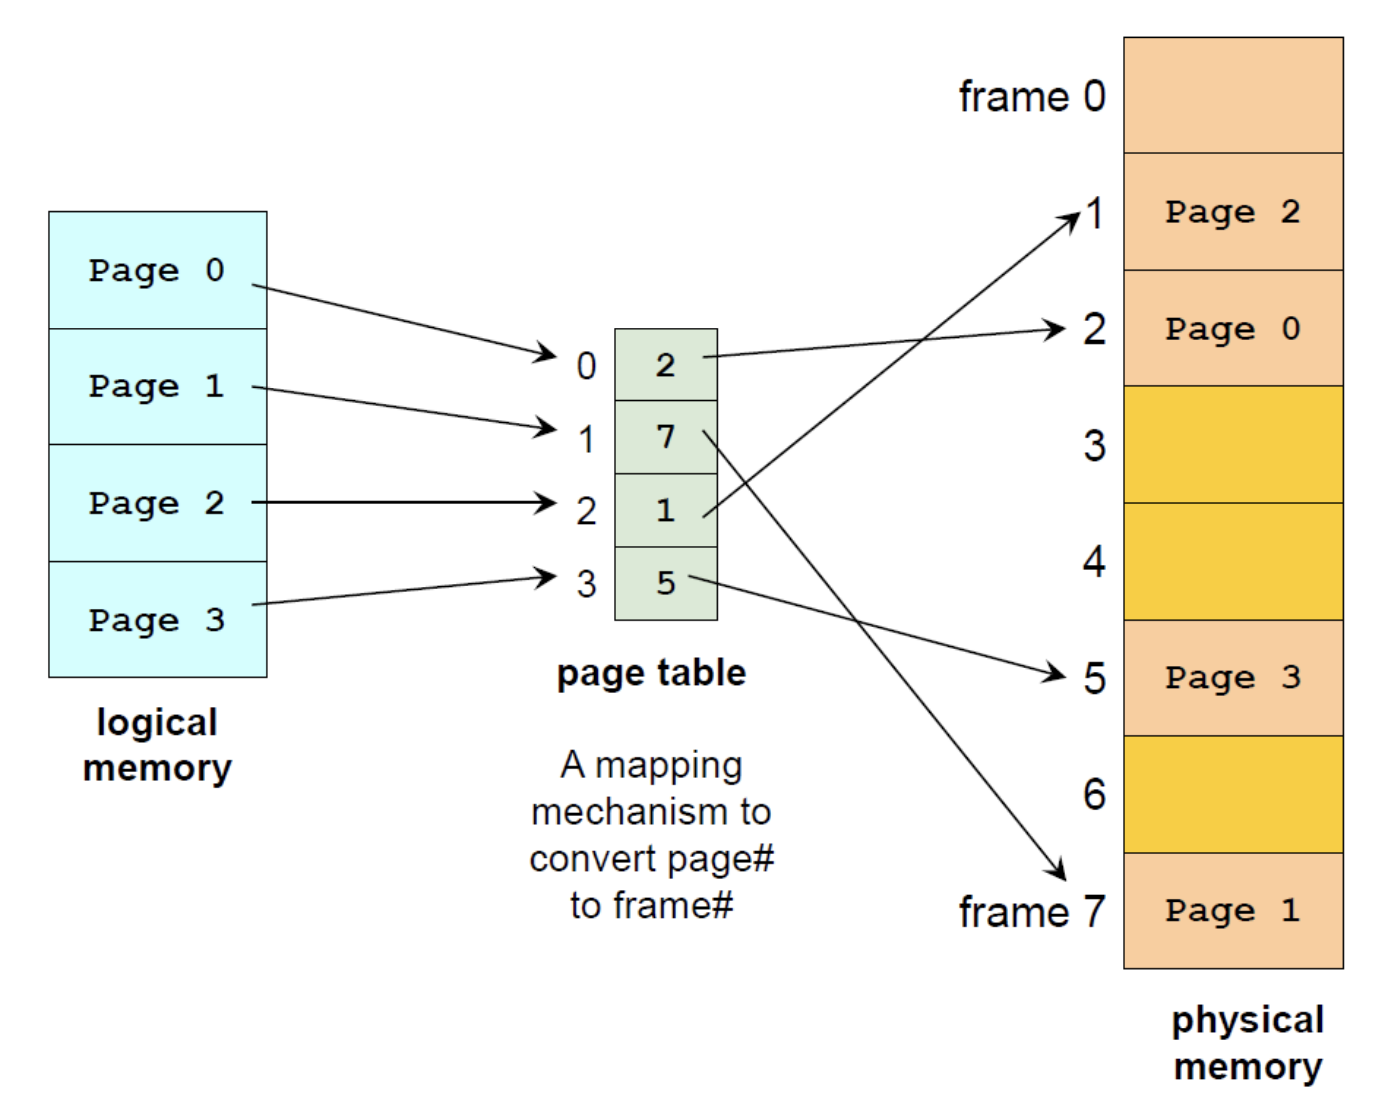 Page 0
Page 1
Page 2
Page 3
logical
memory
0 2
1 7
2 1
3 5
page table
A mapping
mechanism to
convert page#
to frame#
frame 0
1 Page 2
2 Page 0
3
4
5 Page 3
6
frame 7 Page 1
physical
memory